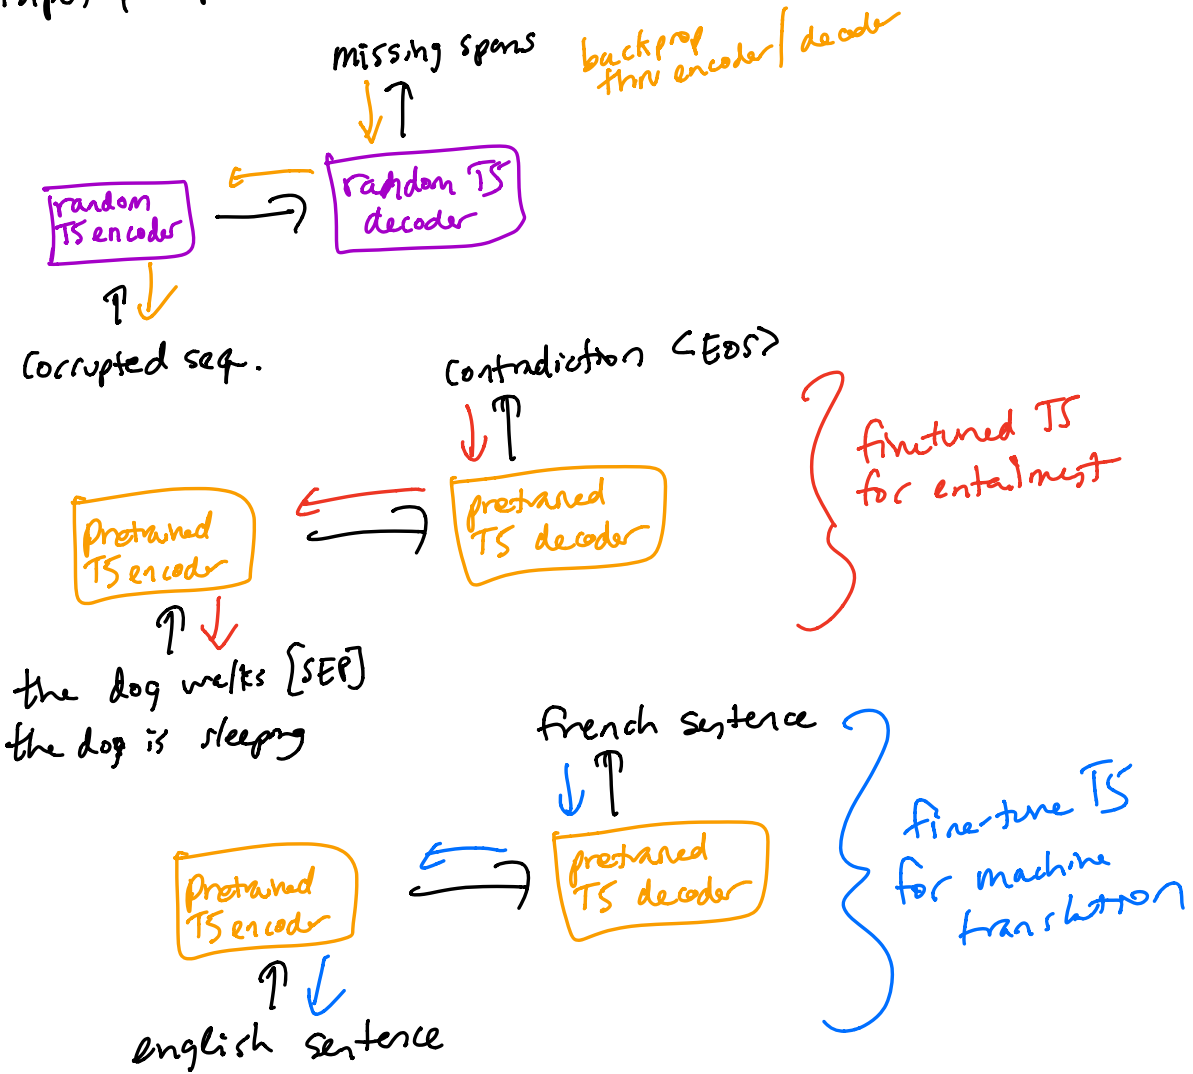 missing spans
backprop
thru encoder/decoder
random T5
decoder
random
T5 encoder
corrupted seq.
contradiction <EOS>
finetuned T5
for entailment
pretrained
T5 decoder
pretrained
T5 encoder
the dog walks [SEP]
the dog is sleeping
french sentence
fine-tune T5
for machine
translation
pretrained
T5 decoder
pretrained
T5 encoder
english sentence